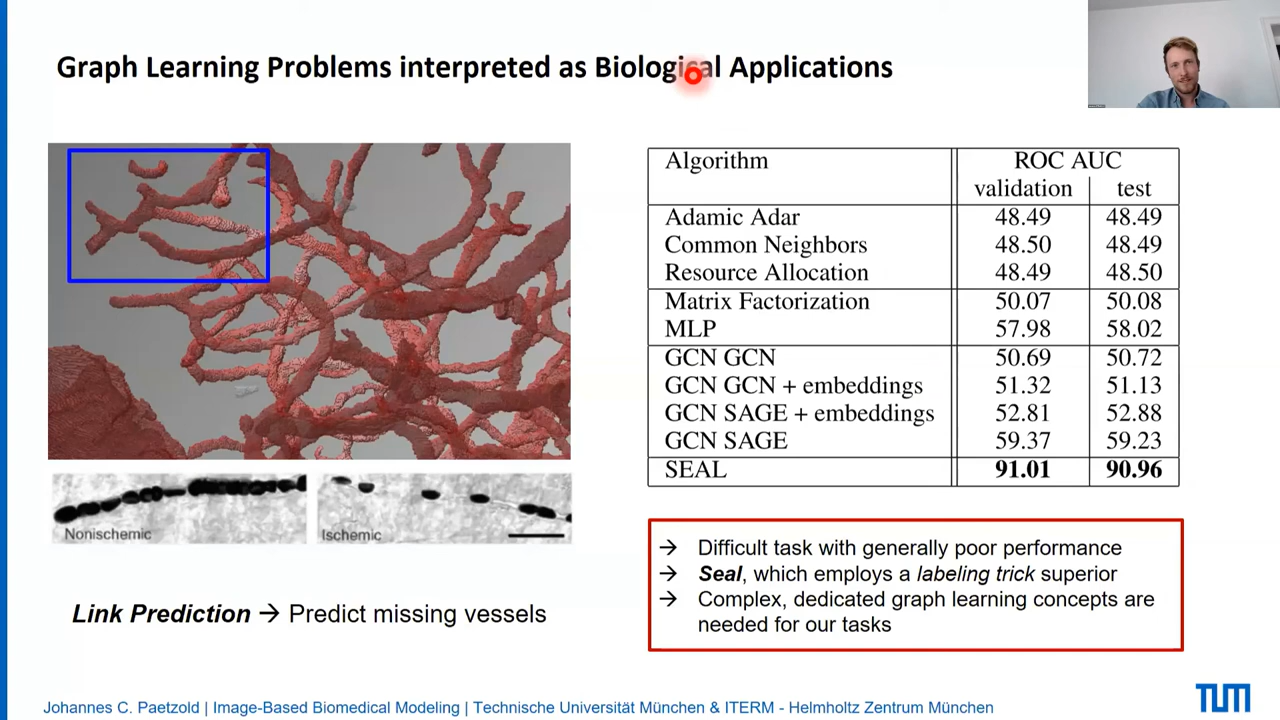 Graph Learning Problems interpreted as Biological Applications
Algorithm ROC AUC
validation test
Adamic Adar 48.49 48.49
Common Neighbors 48.50 48.49
Resource Allocation 48.49 48.50
Matrix Factorization 50.07 50.08
MLP 57.98 58.02
GCN GCN 50.69 50.72
GCN GCN + embeddings 51.32 51.13
GCN SAGE + embeddings 52.81 52.88
GCN SAGE 59.37 59.23
SEAL 91.01 90.96
Nonischemic Ischemic
Link Prediction → Predict missing vessels
→ Difficult task with generally poor performance
→ Seal, which employs a labeling trick superior
→ Complex, dedicated graph learning concepts are
needed for our tasks
Johannes C. Paetzold | Image-Based Biomedical Modeling | Technische Universität München & ITERM - Helmholtz Zentrum München
TUM